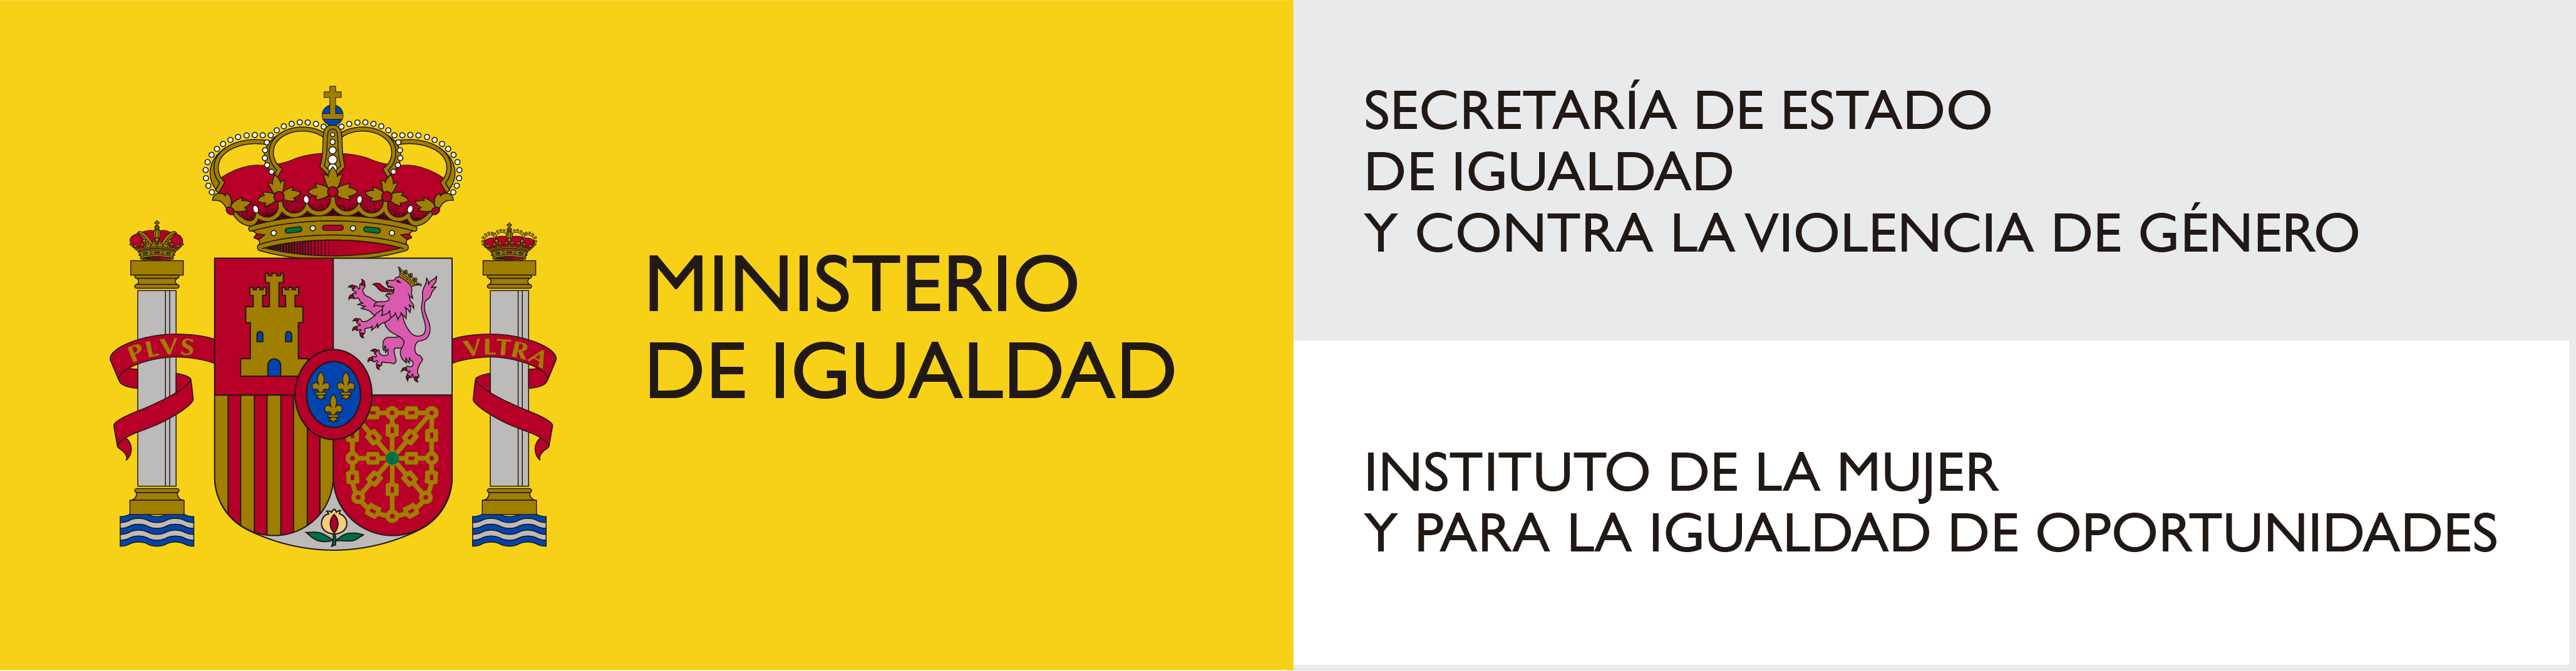 PLVS VLTRA
MINISTERIO
DE IGUALDAD
SECRETARÍA DE ESTADO
DE IGUALDAD
Y CONTRA LA VIOLENCIA DE GÉNERO
INSTITUTO DE LA MUJER
Y PARA LA IGUALDAD DE OPORTUNIDADES